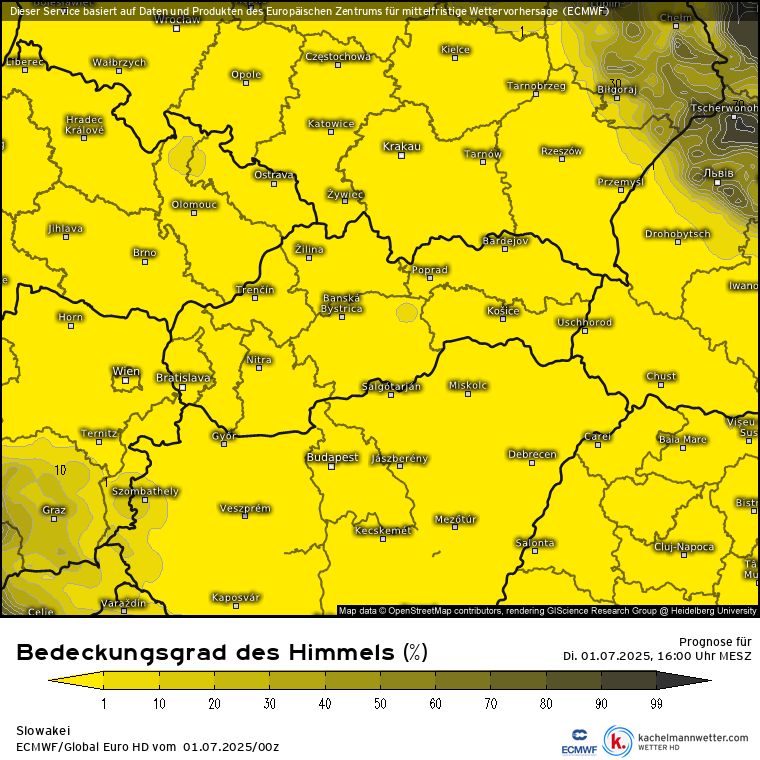 Dieser Service basiert auf Daten und Produkten des Europäischen Zentrums für mittelfristige Wettervorhersage (ECMWF)
Wrocław
Chełm
Kielce
Liberec
Wałbrzych
Częstochowa
Opole
Tarnobrzeg
30
Biłgoraj
Tscherwonoh
Hradec
Králové
Katowice
Krakau
Tarnów
Rzeszów
Львів
Ostrava
Przemyśl
Żywiec
Olomouc
Jihlava
Drohobytsch
Brno
Žilina
Bardejov
Poprad
Trenčín
Iwano
Banská
Bystrica
Horn
Košice
Uschhorod
Nitra
Wien
Bratislava
Salgótarján
Miskolc
Chust
Vișeu
Sus
Ternitz
Győr
Carei
Baia Mare
Budapest
Jászberény
Debrecen
10
1
Szombathely
Graz
Veszprém
Bistr
Kecskemét
Mezőtúr
Salonta
Cluj-Napoca
Tâ
Mu
Kaposvár
Varaždin
Celje
Map data © OpenStreetMap contributors, rendering GIScience Research Group @ Heidelberg University
Bedeckungsgrad des Himmels (%)
Prognose für
Di. 01.07.2025, 16:00 Uhr MESZ
1 10 20 30 40 50 60 70 80 90 99
Slowakei
ECMWF/Global Euro HD vom 01.07.2025/00z
ECMWF
k.
kachelmannwetter.com
WETTER HD